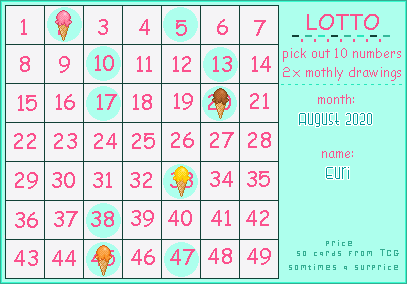 1 3 4 5 6 7
8 9 10 11 12 13 14
15 16 17 18 19 20 21
22 23 24 25 26 27 28
29 30 31 32 33 34 35
36 37 38 39 40 41 42
43 44 45 46 47 48 49
LOTTO
pick out 10 numbers
2x mothly drawings
month:
August 2020
name:
Euri
price
50 cards from TCG
somtimes a surprice